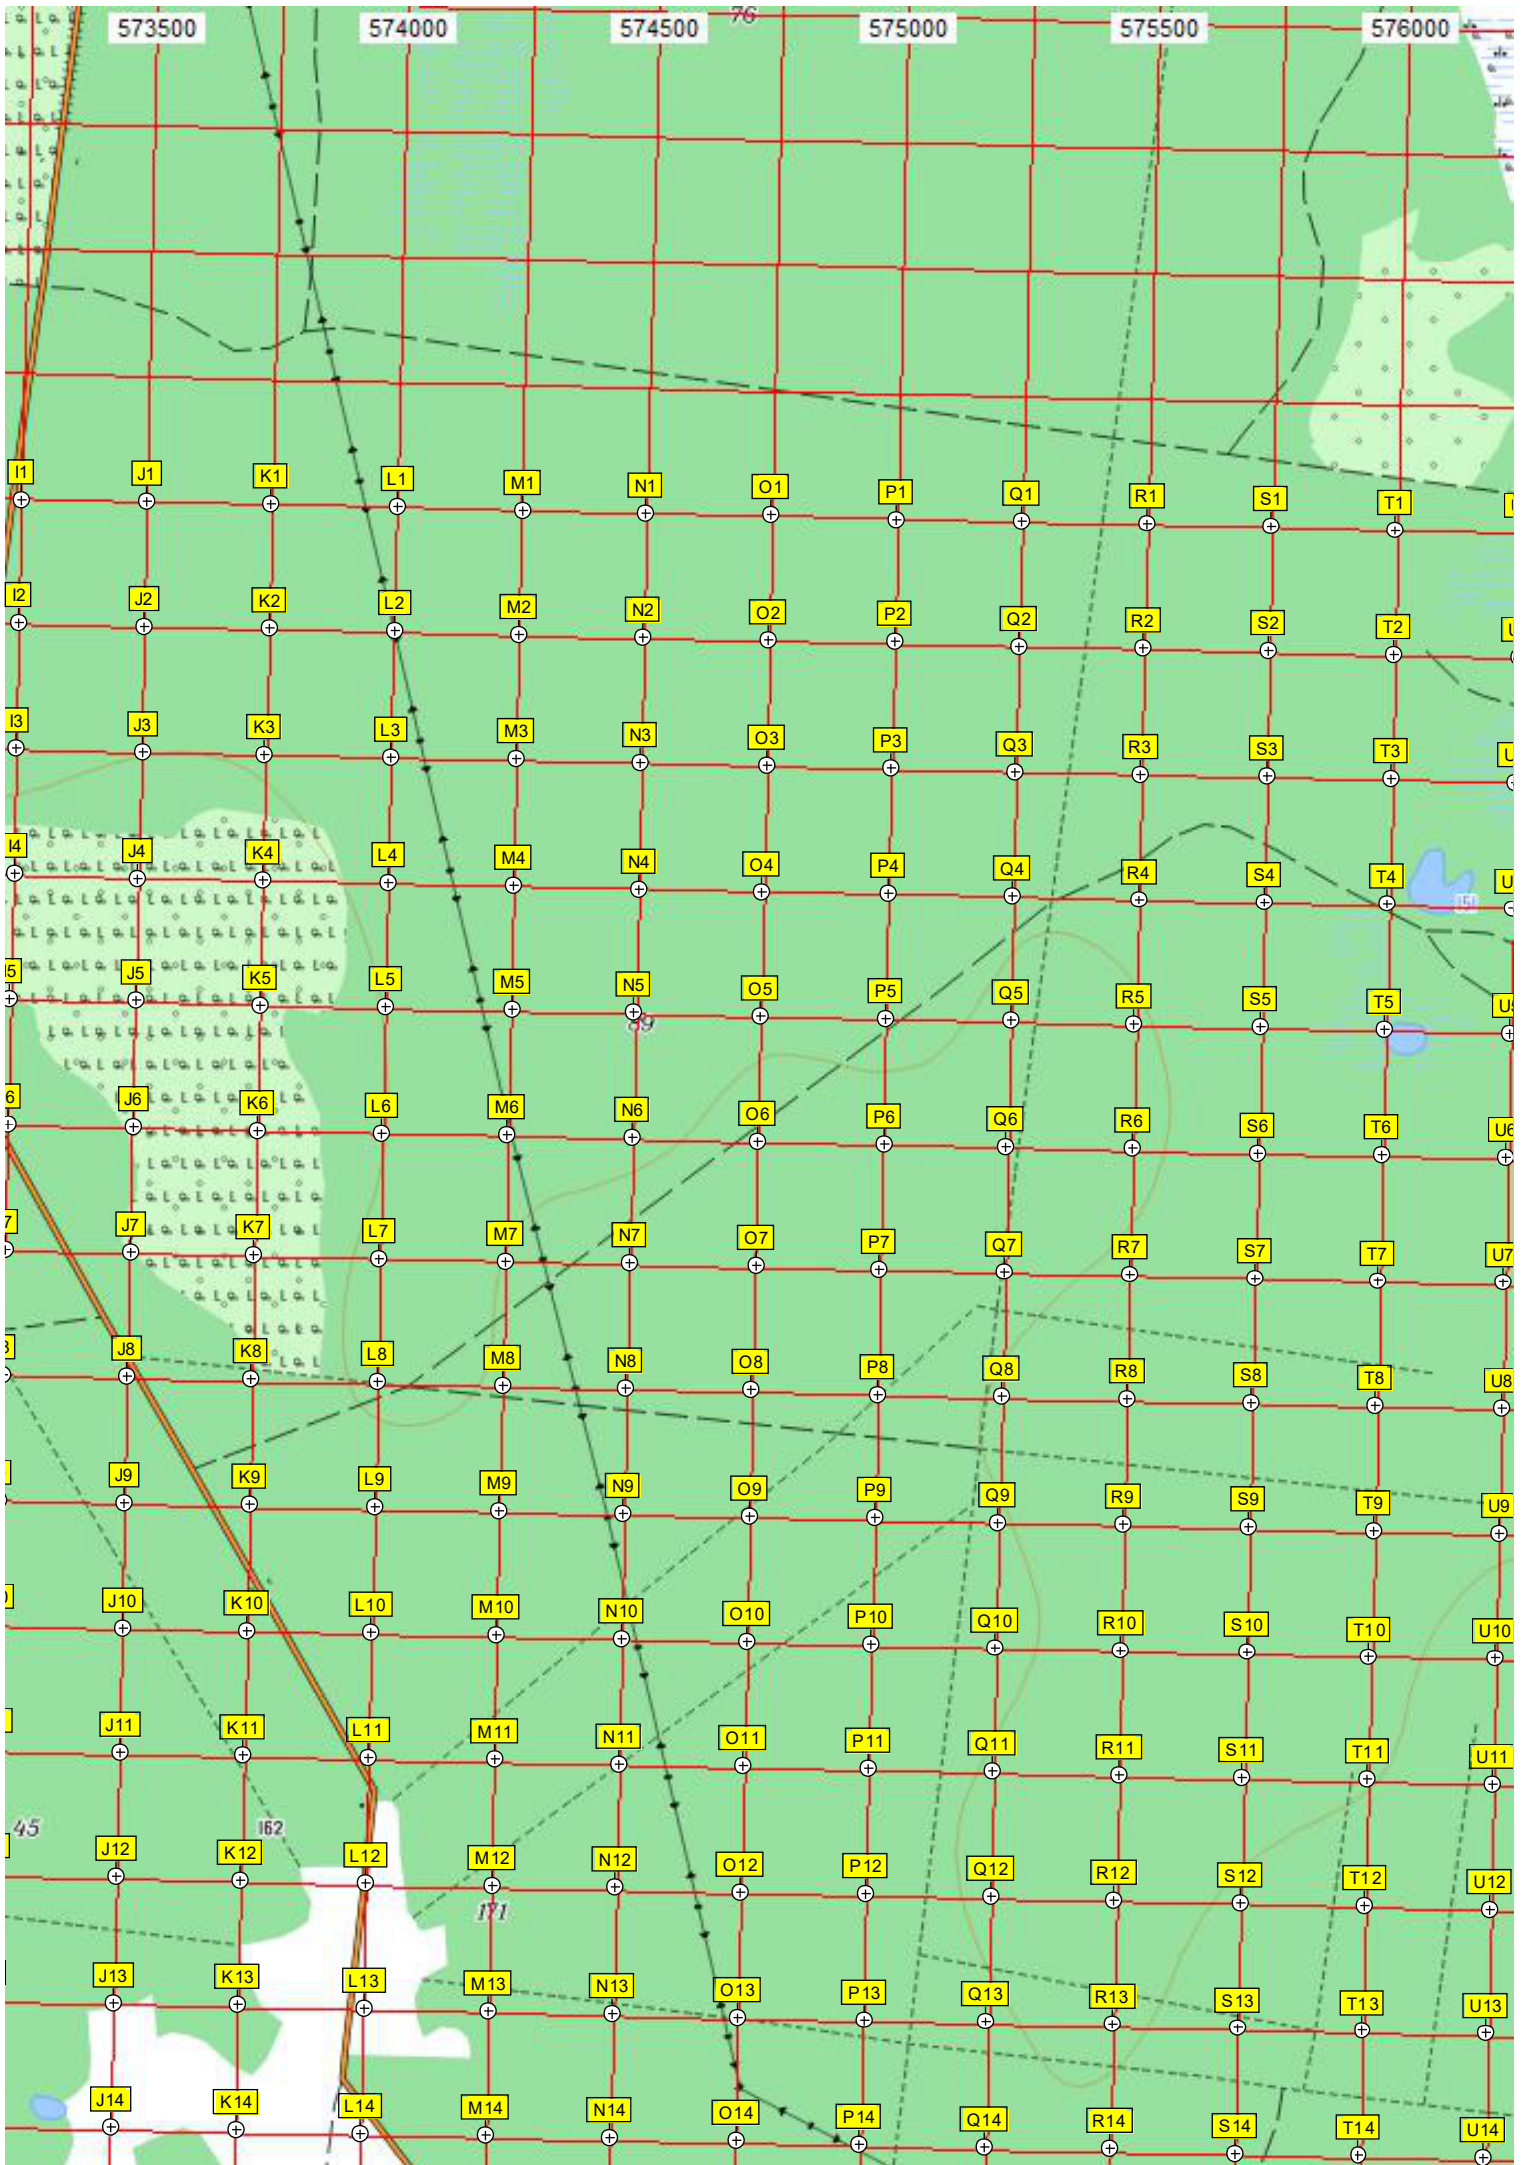 76
573500 574000 574500 575000 575500 576000
I1 J1 K1 L1 M1 N1 O1 P1 Q1 R1 S1 T1
I2 J2 K2 L2 M2 N2 O2 P2 Q2 R2 S2 T2 U
I3 J3 K3 L3 M3 N3 O3 P3 Q3 R3 S3 T3 U
I4 J4 K4 L4 M4 N4 O4 P4 Q4 R4 S4 T4 U
151
I5 J5 K5 L5 M5 N5 O5 P5 Q5 R5 S5 T5 U5
89
6 J6 K6 L6 M6 N6 O6 P6 Q6 R6 S6 T6 U6
7 J7 K7 L7 M7 N7 O7 P7 Q7 R7 S7 T7 U7
J8 K8 L8 M8 N8 O8 P8 Q8 R8 S8 T8 U8
J9 K9 L9 M9 N9 O9 P9 Q9 R9 S9 T9 U9
J10 K10 L10 M10 N10 O10 P10 Q10 R10 S10 T10 U10
J11 K11 L11 M11 N11 O11 P11 Q11 R11 S11 T11 U11
45 162
J12 K12 L12 M12 N12 O12 P12 Q12 R12 S12 T12 U12
171
J13 K13 L13 M13 N13 O13 P13 Q13 R13 S13 T13 U13
J14 K14 L14 M14 N14 O14 P14 Q14 R14 S14 T14 U14